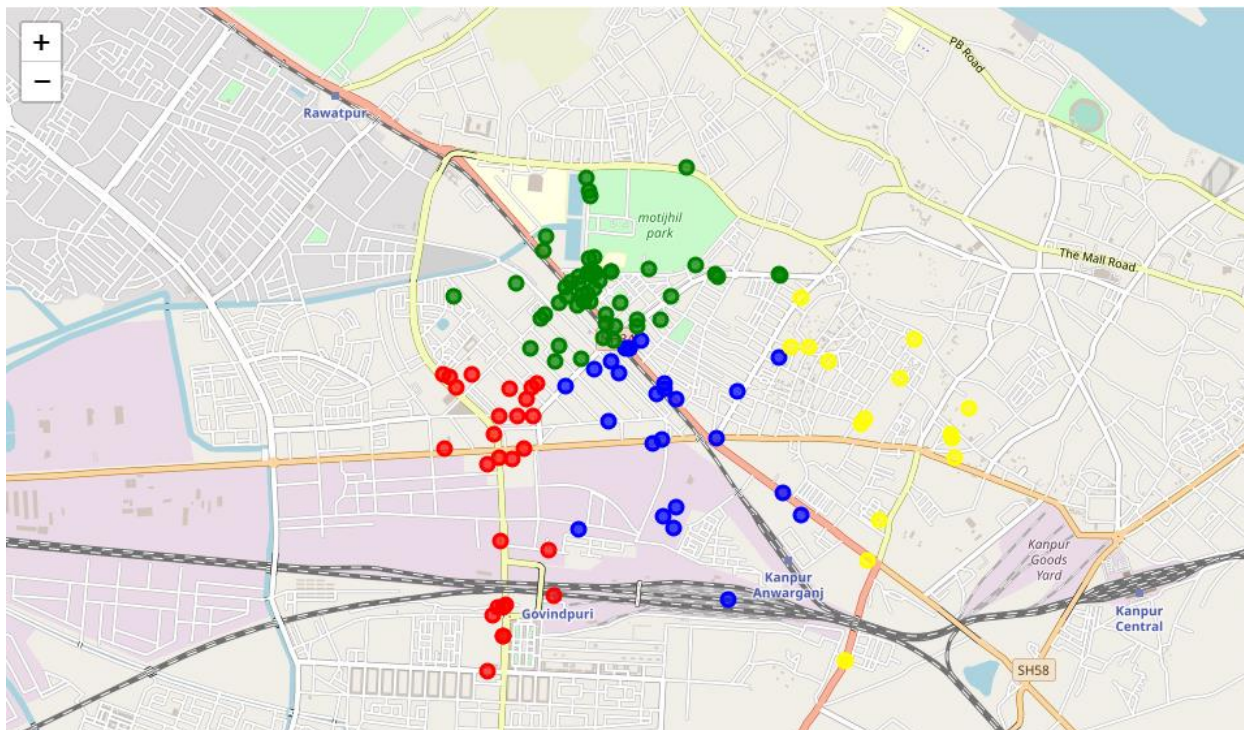 +
−
PB Road
Rawatpur
motijhil
park
The Mall Road
Kanpur
Goods
Yard
Kanpur
Anwarganj
Kanpur
Central
Govindpuri
SH58